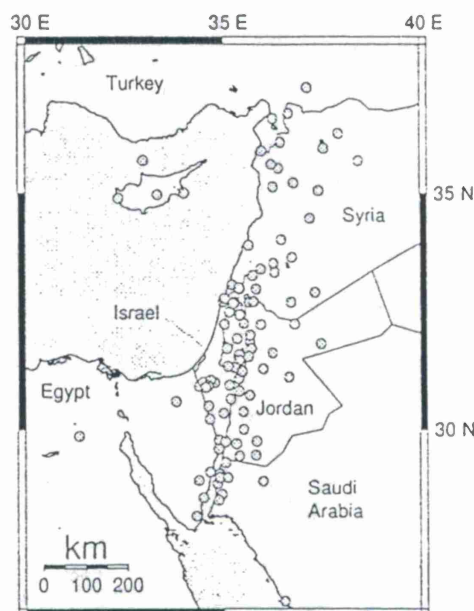 30 E 35 E 40 E
Turkey
35 N
Syria
Israel
Egypt
Jordan
30 N
Saudi
Arabia
km
0 100 200